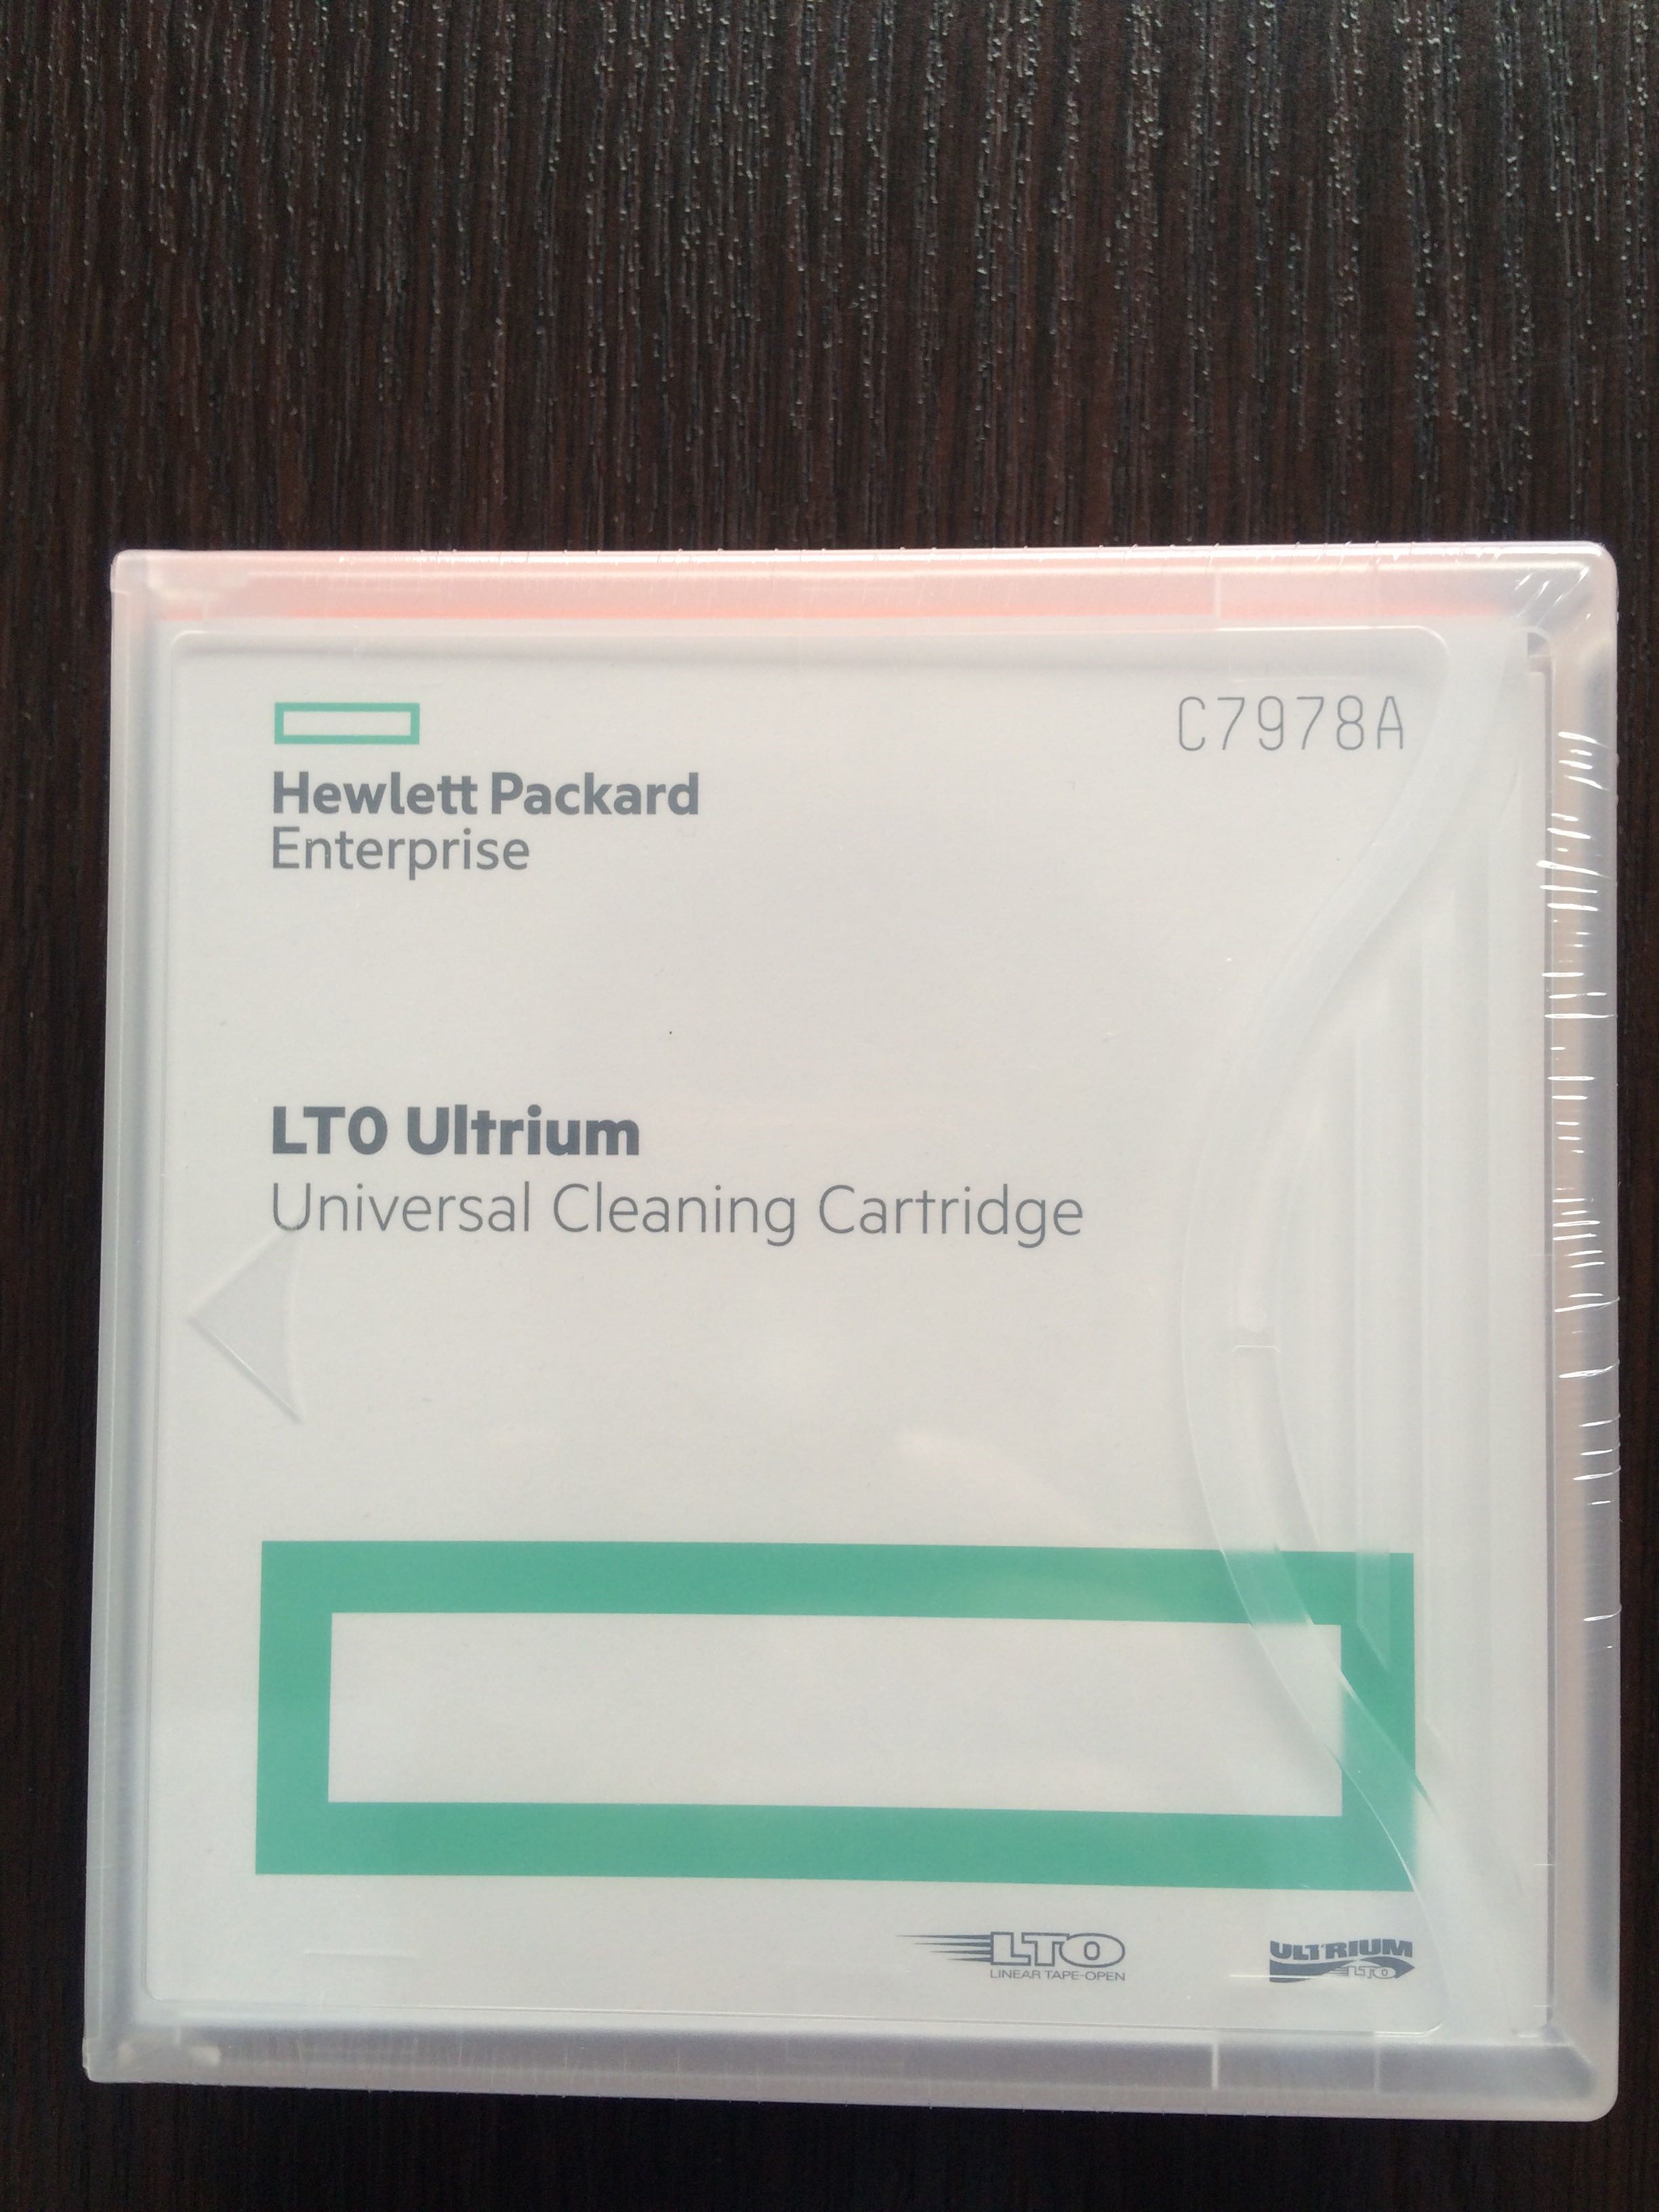 C7978A
Hewlett Packard
Enterprise
LTO Ultrium
Universal Cleaning Cartridge
LTO
LINEAR TAPE-OPEN
ULTRIUM
LTO